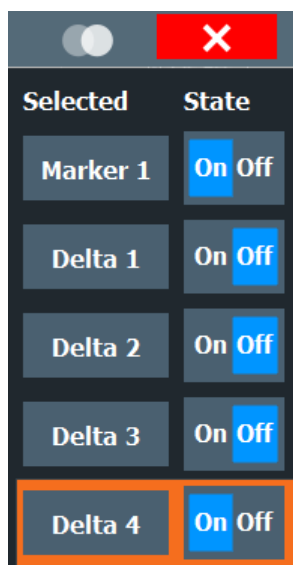 Selected State
Marker 1 On Off
Delta 1 On Off
Delta 2 On Off
Delta 3 On Off
Delta 4 On Off